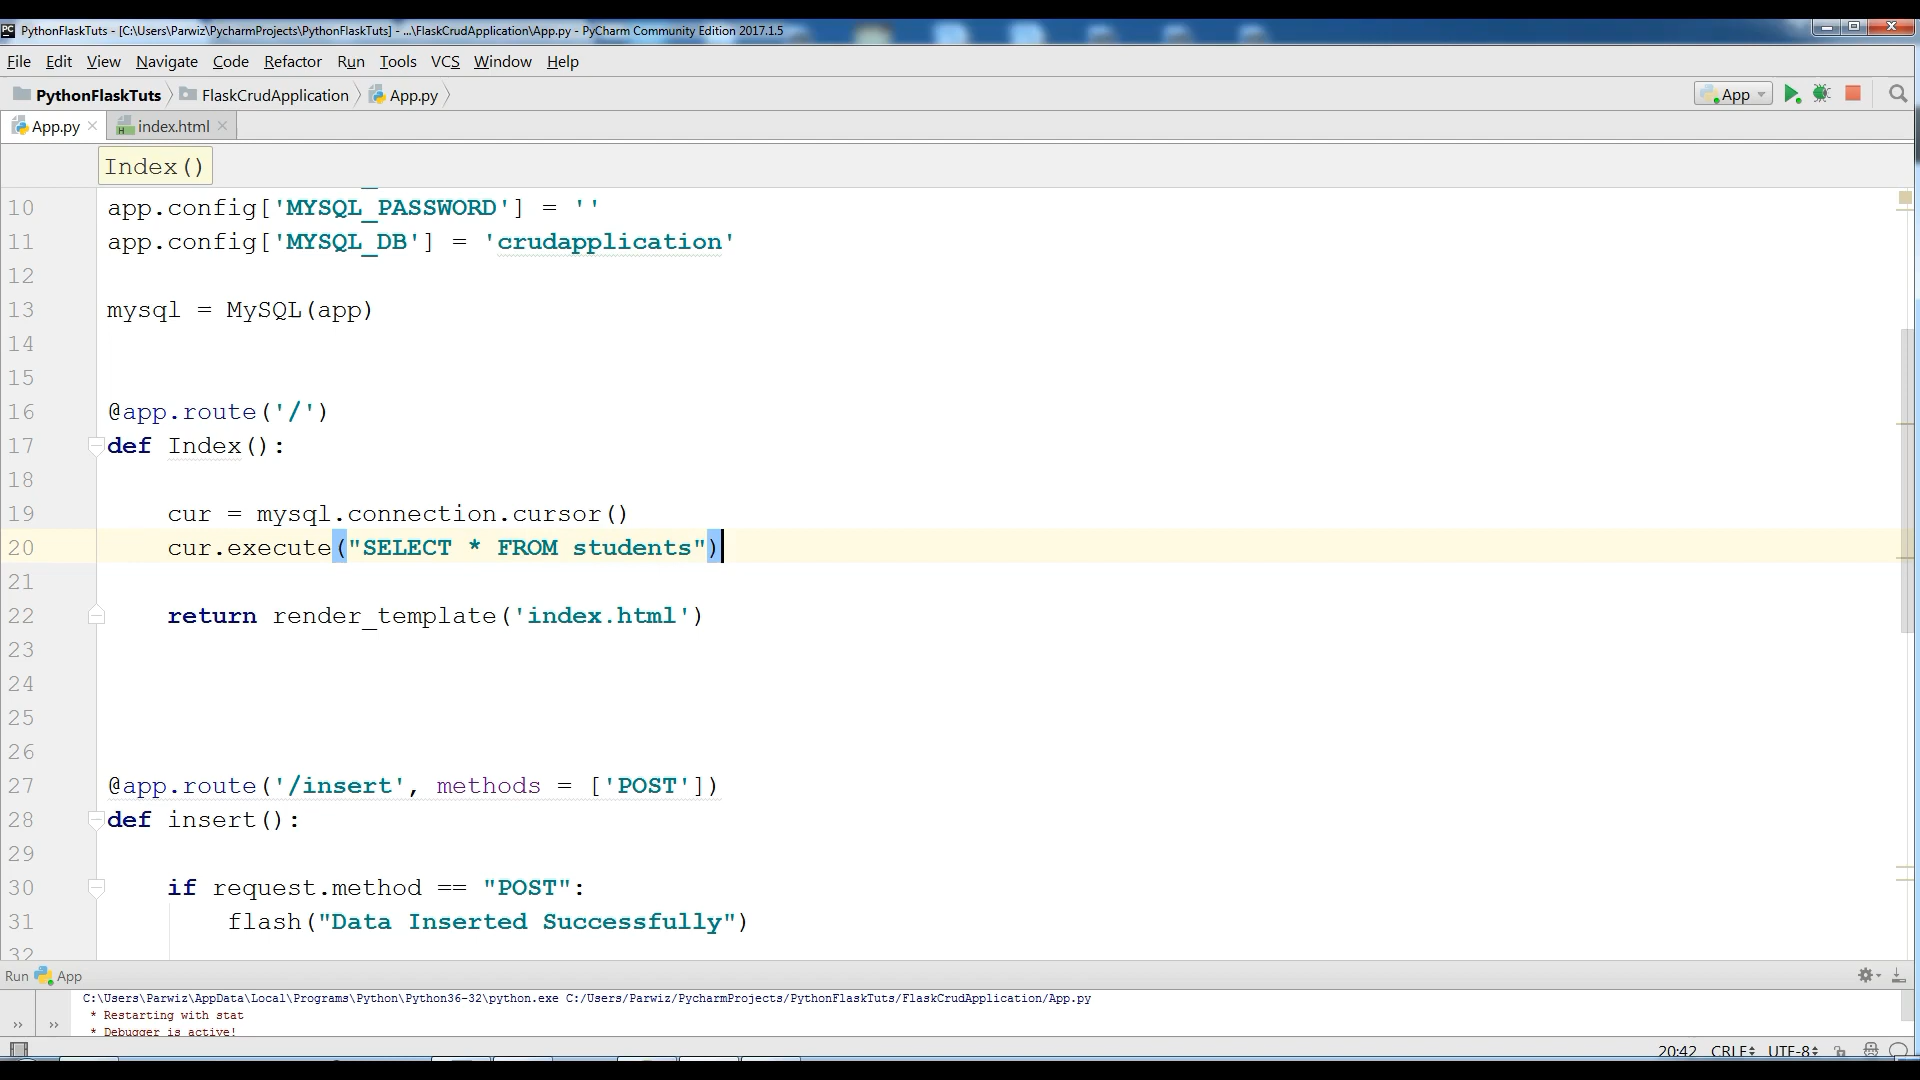 PythonFlaskTuts - [C:\Users\Parwiz\PycharmProjects\PythonFlaskTuts] - ...\FlaskCrudApplication\App.py - PyCharm Community Edition 2017.1.5
File Edit View Navigate Code Refactor Run Tools VCS Window Help
PythonFlaskTuts FlaskCrudApplication App.py App
App.py index.html
Index()
10 app.config['MYSQL_PASSWORD'] = ''
11 app.config['MYSQL_DB'] = 'crudapplication'
12
13 mysql = MySQL(app)
14
15
16 @app.route('/')
17 def Index():
18
19 cur = mysql.connection.cursor()
20 cur.execute("SELECT * FROM students")
21
22 return render_template('index.html')
23
24
25
26
27 @app.route('/insert', methods = ['POST'])
28 def insert():
29
30 if request.method == "POST":
31 flash("Data Inserted Successfully")
32
Run App
C:\Users\Parwiz\AppData\Local\Programs\Python\Python36-32\python.exe C:/Users/Parwiz/PycharmProjects/PythonFlaskTuts/FlaskCrudApplication/App.py
* Restarting with stat
* Debugger is active!
20:42 CRLF UTF-8